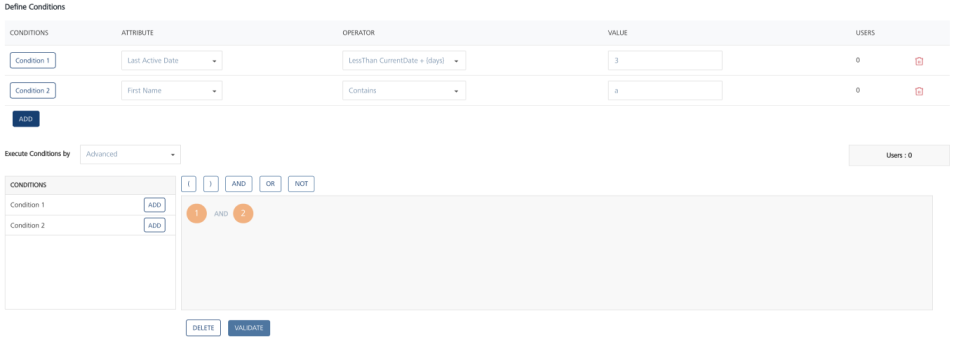 Define Conditions
CONDITIONS ATTRIBUTE OPERATOR VALUE USERS
Condition 1 Last Active Date LessThan CurrentDate + (days) 3 0
Condition 2 First Name Contains a 0
ADD
Execute Conditions by Advanced Users : 0
CONDITIONS ( ) AND OR NOT
Condition 1 ADD
1 AND 2
Condition 2 ADD
DELETE VALIDATE